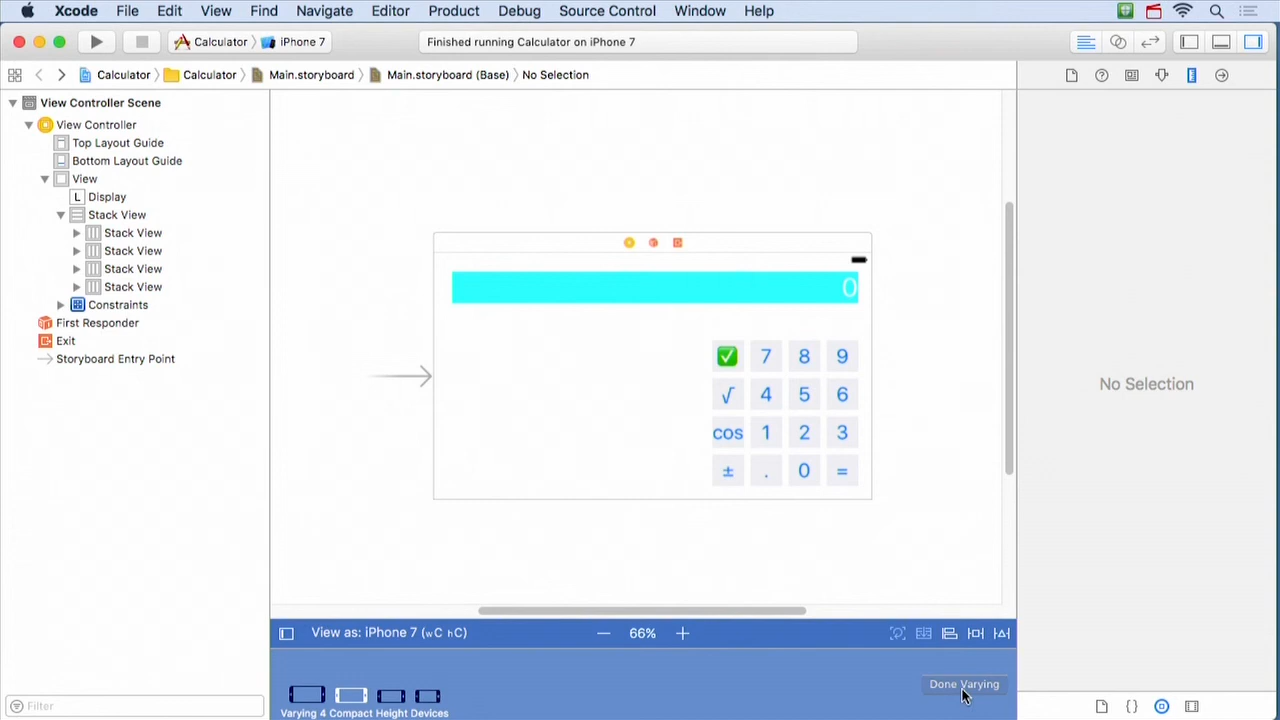 Xcode File Edit View Find Navigate Editor Product Debug Source Control Window Help
Calculator iPhone 7 Finished running Calculator on iPhone 7
Calculator Calculator Main.storyboard Main.storyboard (Base) No Selection
View Controller Scene
View Controller
Top Layout Guide
Bottom Layout Guide
View
L Display
Stack View
Stack View
Stack View
Stack View
Stack View
Constraints
First Responder
Exit
Storyboard Entry Point
0
✅ 7 8 9
√ 4 5 6
cos 1 2 3
± . 0 =
No Selection
View as: iPhone 7 (wC hC) — 66% +
Done Varying
Varying 4 Compact Height Devices
Filter